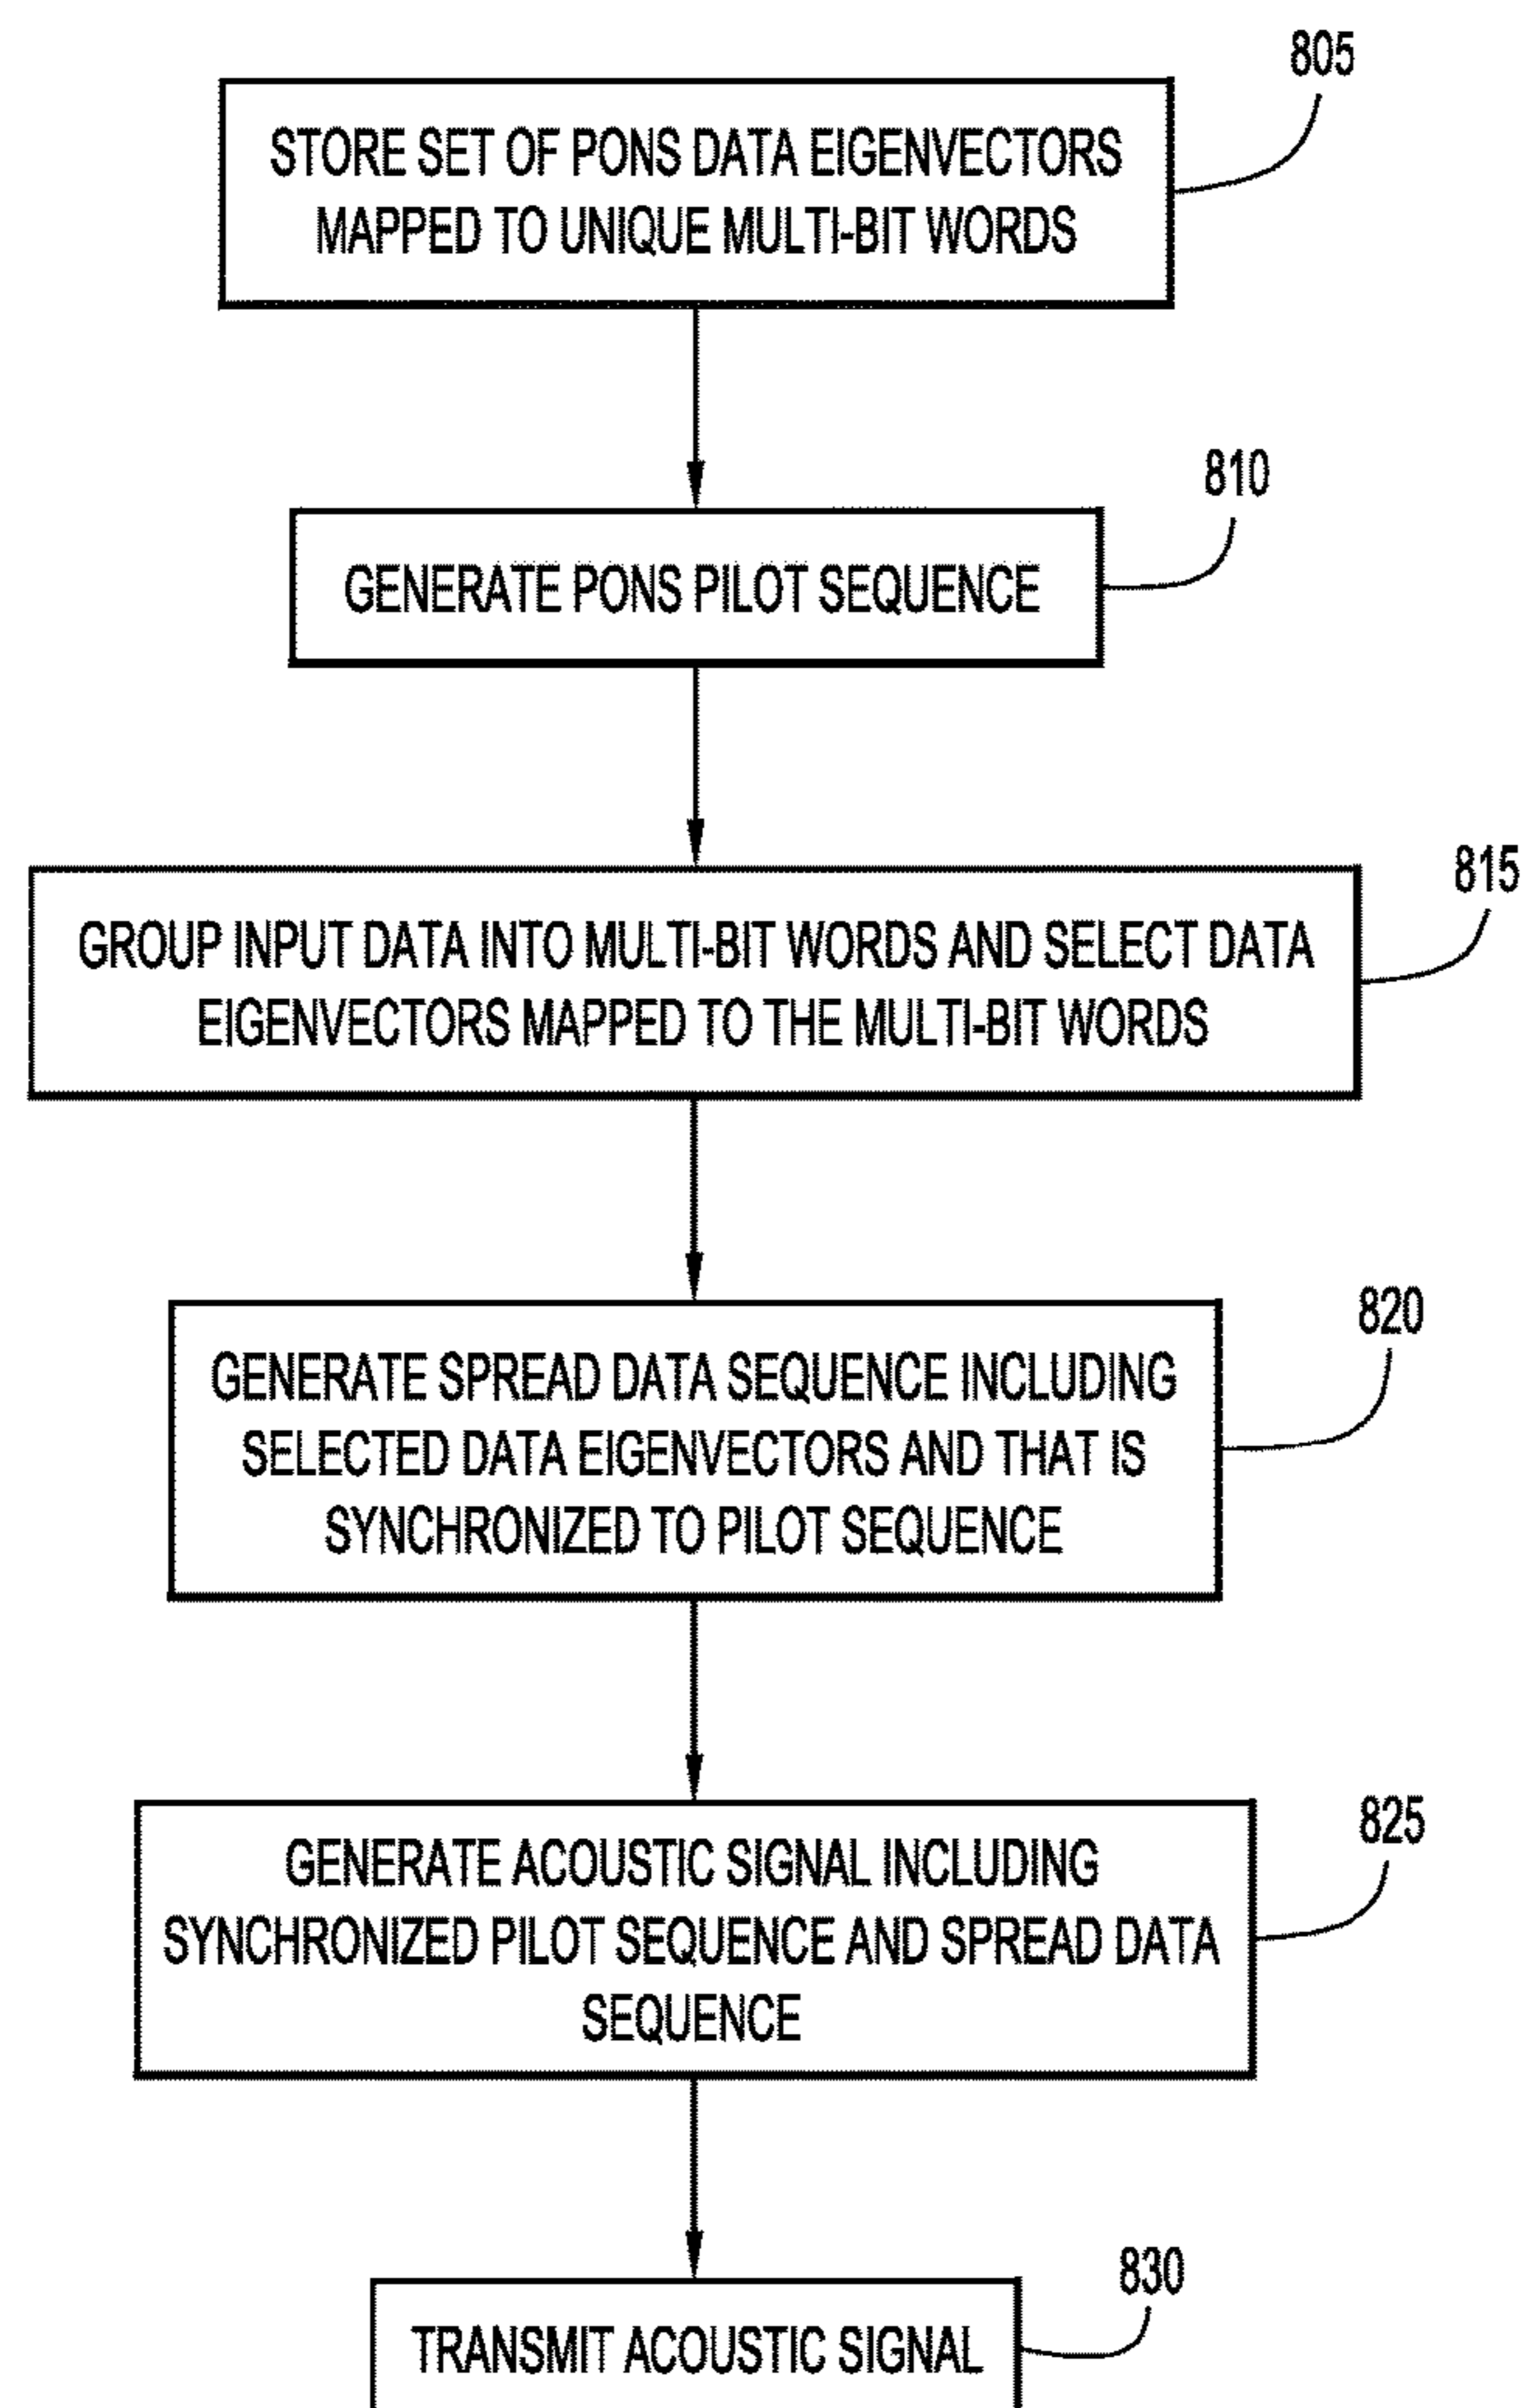 805
STORE SET OF PONS DATA EIGENVECTORS
MAPPED TO UNIQUE MULTI-BIT WORDS
810
GENERATE PONS PILOT SEQUENCE
815
GROUP INPUT DATA INTO MULTI-BIT WORDS AND SELECT DATA
EIGENVECTORS MAPPED TO THE MULTI-BIT WORDS
820
GENERATE SPREAD DATA SEQUENCE INCLUDING
SELECTED DATA EIGENVECTORS AND THAT IS
SYNCHRONIZED TO PILOT SEQUENCE
825
GENERATE ACOUSTIC SIGNAL INCLUDING
SYNCHRONIZED PILOT SEQUENCE AND SPREAD DATA
SEQUENCE
830
TRANSMIT ACOUSTIC SIGNAL